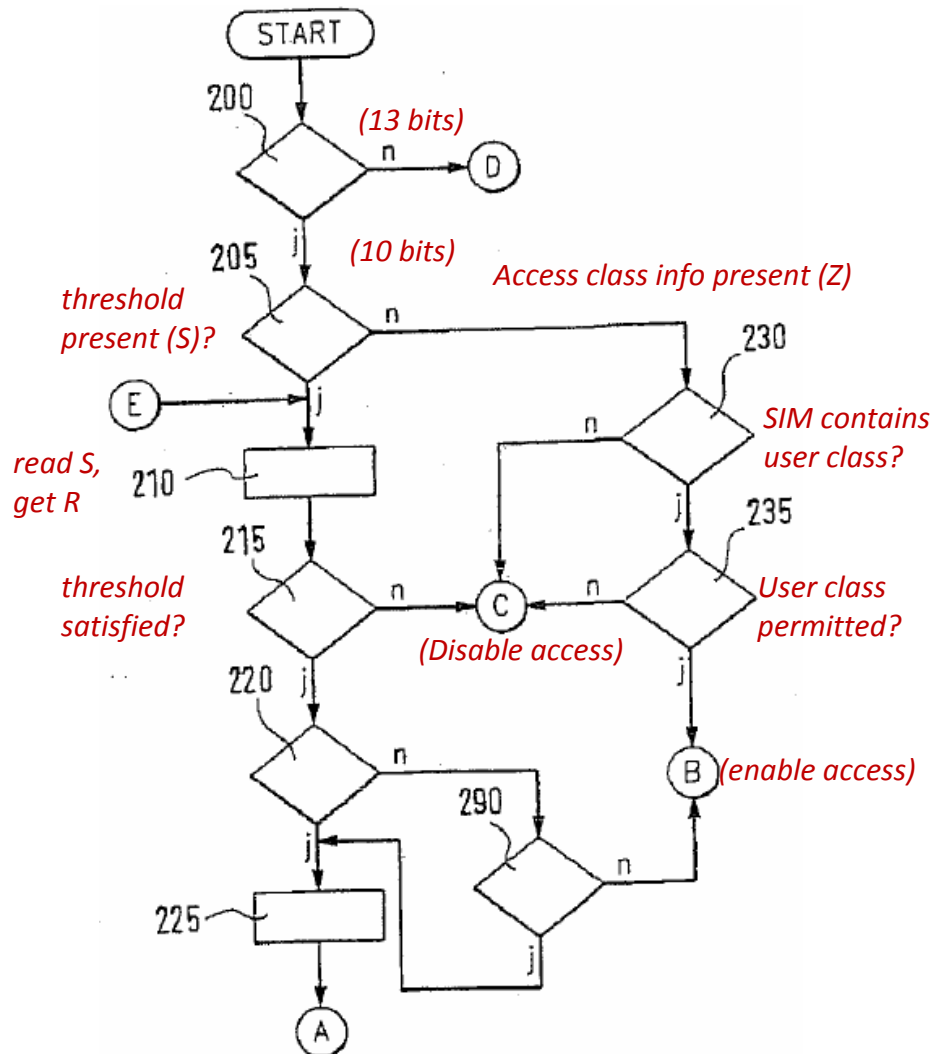 START
200
(13 bits)
n
D
j
(10 bits)
205
Access class info present (Z)
threshold
present (S)?
n
230
E
j
n
SIM contains
user class?
read S,
get R
210
j
235
215
threshold
satisfied?
n
C
n
User class
permitted?
(Disable access)
j
220
j
n
B
(enable access)
290
j
n
225
j
A